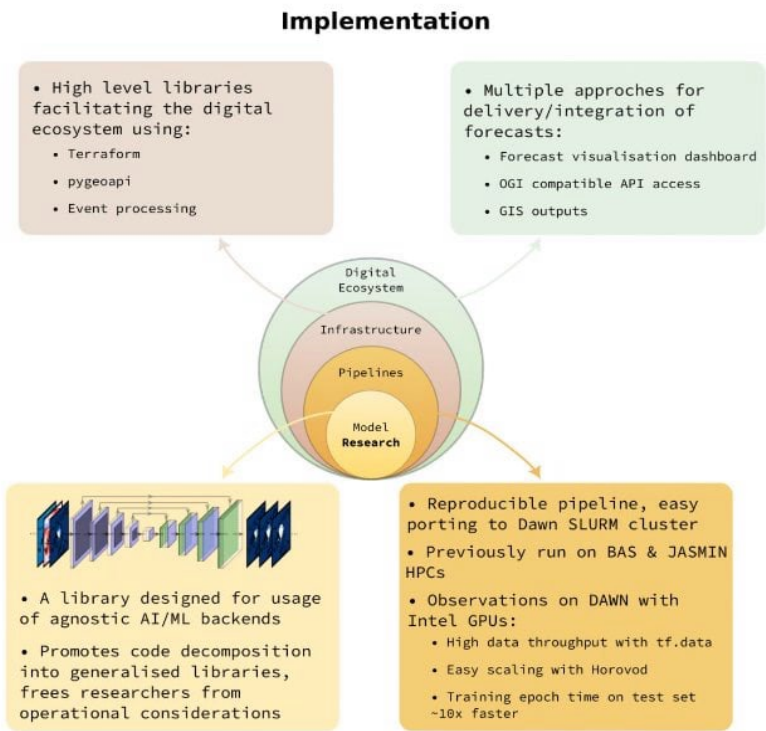 Implementation
• High level libraries
facilitating the digital
ecosystem using:
• Terraform
• pygeoapi
• Event processing
• Multiple approches for
delivery/integration of
forecasts:
• Forecast visualisation dashboard
• OGI compatible API access
• GIS outputs
Digital
Ecosystem
Infrastructure
Pipelines
Model
Research
• A library designed for usage
of agnostic AI/ML backends
• Promotes code decomposition
into generalised libraries,
frees researchers from
operational considerations
• Reproducible pipeline, easy
porting to Dawn SLURM cluster
• Previously run on BAS & JASMIN
HPCs
• Observations on DAWN with
Intel GPUs:
• High data throughput with tf.data
• Easy scaling with Horovod
• Training epoch time on test set
~10x faster